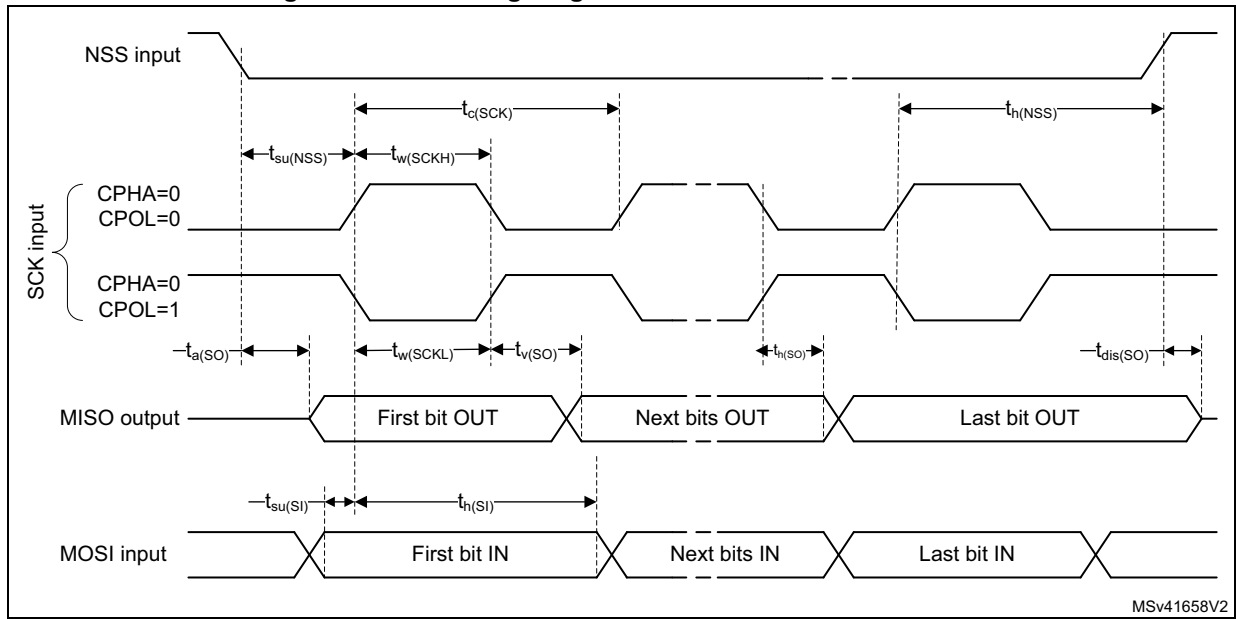 NSS input
tc(SCK)
th(NSS)
tsu(NSS)
tw(SCKH)
CPHA=0
CPOL=0
SCK input
CPHA=0
CPOL=1
ta(SO)
tw(SCKL)
tv(SO)
th(SO)
tdis(SO)
MISO output
First bit OUT
Next bits OUT
Last bit OUT
tsu(SI)
th(SI)
MOSI input
First bit IN
Next bits IN
Last bit IN
MSv41658V2